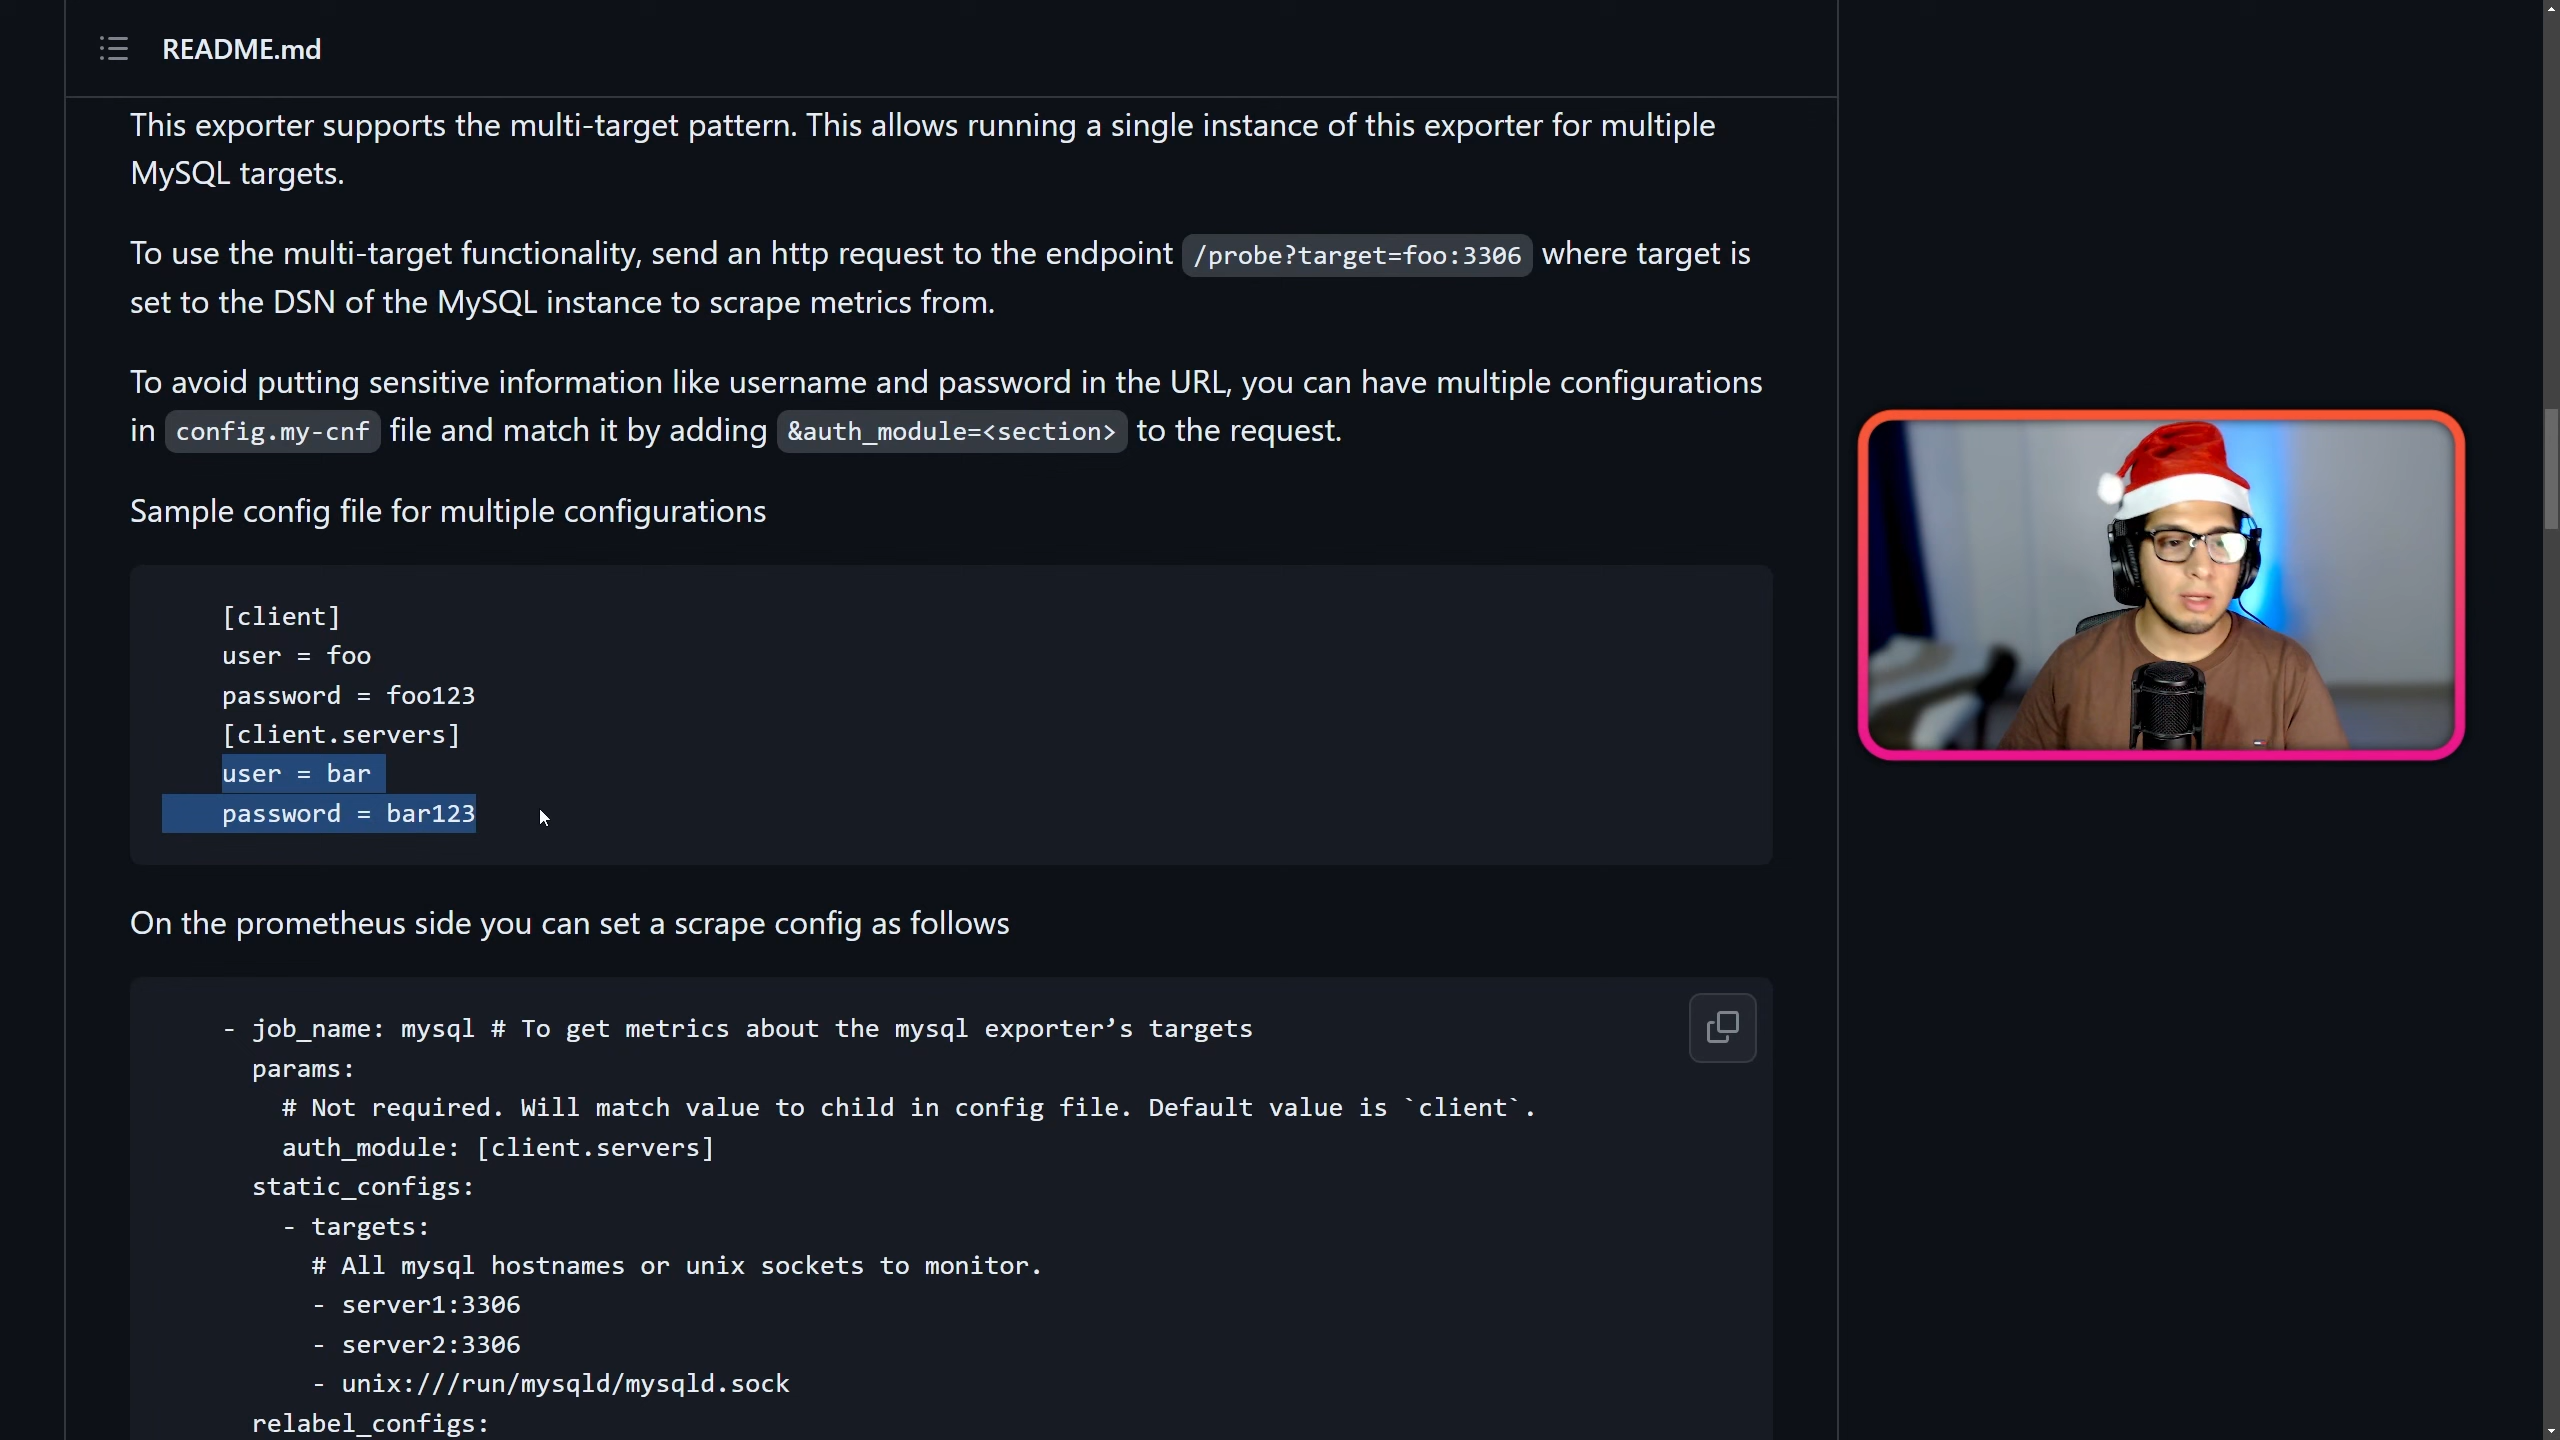 README.md
This exporter supports the multi-target pattern. This allows running a single instance of this exporter for multiple
MySQL targets.
To use the multi-target functionality, send an http request to the endpoint /probe?target=foo:3306 where target is
set to the DSN of the MySQL instance to scrape metrics from.
To avoid putting sensitive information like username and password in the URL, you can have multiple configurations
in config.my-cnf file and match it by adding &auth_module=<section> to the request.
Sample config file for multiple configurations
[client]
user = foo
password = foo123
[client.servers]
user = bar
password = bar123
On the prometheus side you can set a scrape config as follows
- job_name: mysql # To get metrics about the mysql exporter’s targets
params:
# Not required. Will match value to child in config file. Default value is `client`.
auth_module: [client.servers]
static_configs:
- targets:
# All mysql hostnames or unix sockets to monitor.
- server1:3306
- server2:3306
- unix:///run/mysqld/mysqld.sock
relabel_configs: